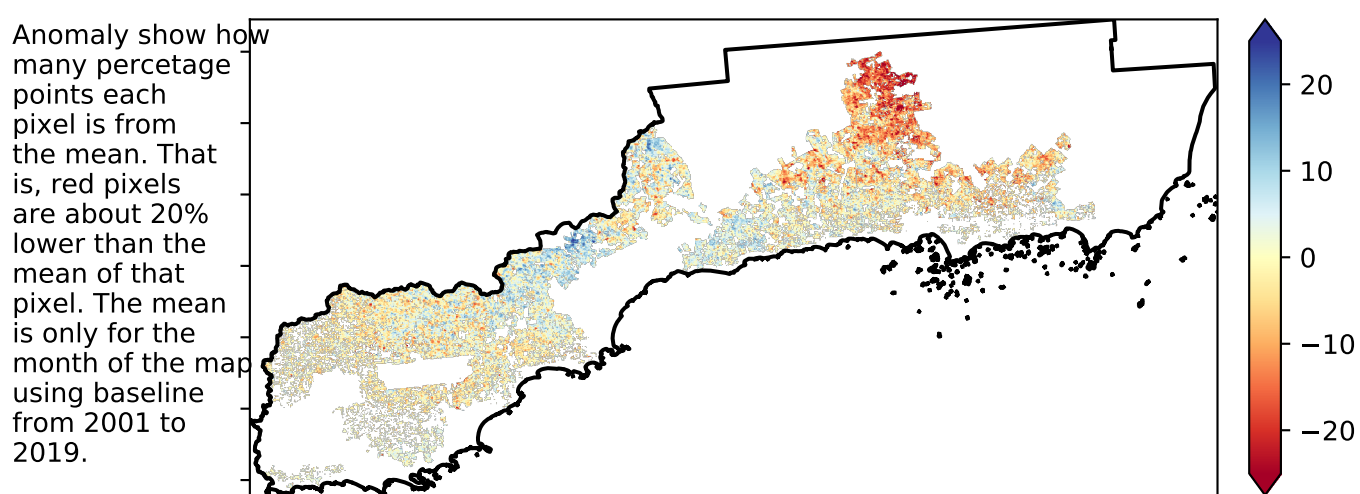 Anomaly show how
many percetage
points each
pixel is from
the mean. That
is, red pixels
are about 20%
lower than the
mean of that
pixel. The mean
is only for the
month of the map
using baseline
from 2001 to
2019.
20
10
0
−10
−20